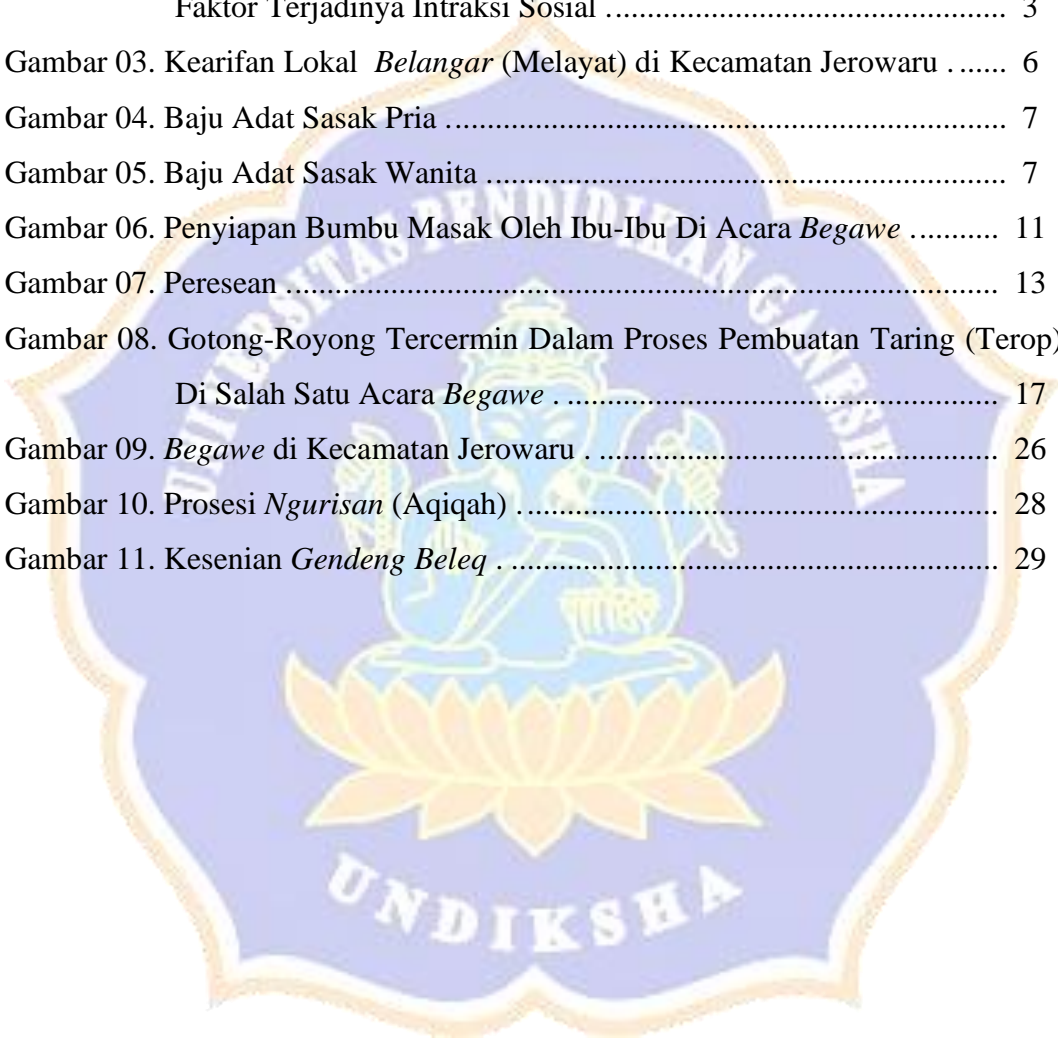 Faktor Terjadinya Intraksi Sosial ................................................... 3
Gambar 03. Kearifan Lokal Belangar (Melayat) di Kecamatan Jerowaru ....... 6
Gambar 04. Baju Adat Sasak Pria ........................................................................ 7
Gambar 05. Baju Adat Sasak Wanita ................................................................... 7
Gambar 06. Penyiapan Bumbu Masak Oleh Ibu-Ibu Di Acara Begawe ........... 11
Gambar 07. Peresean ........................................................................................... 13
Gambar 08. Gotong-Royong Tercermin Dalam Proses Pembuatan Taring (Terop)
Di Salah Satu Acara Begawe ........................................................ 17
Gambar 09. Begawe di Kecamatan Jerowaru ..................................................... 26
Gambar 10. Prosesi Ngurisan (Aqiqah) .............................................................. 28
Gambar 11. Kesenian Gendeng Beleq ................................................................ 29
UNIVERSITAS PENDIDIKAN GANESHA
UNDIKSHA